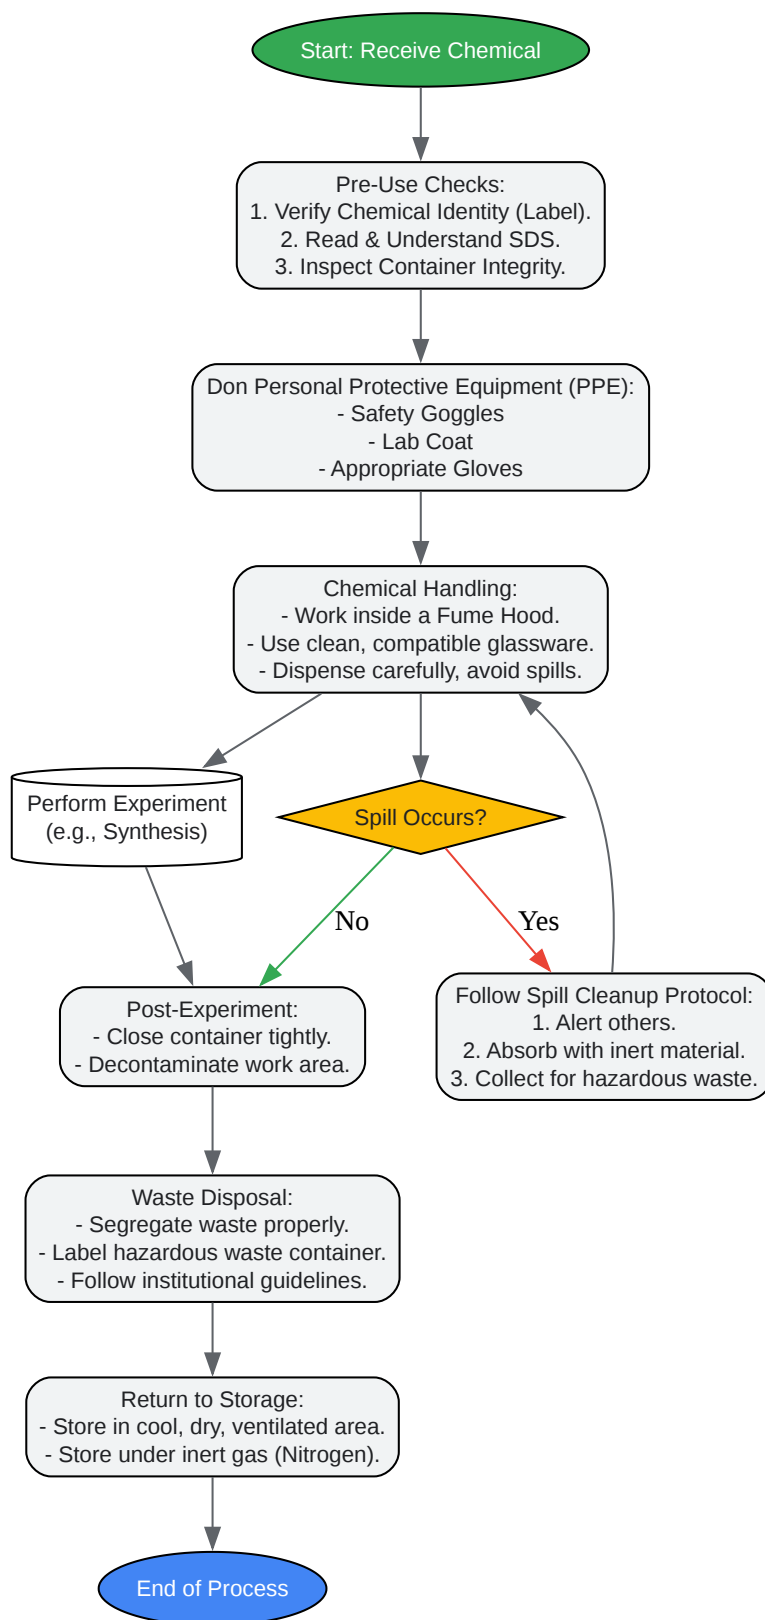 Start: Receive Chemical
Pre-Use Checks:
1. Verify Chemical Identity (Label).
2. Read & Understand SDS.
3. Inspect Container Integrity.
Don Personal Protective Equipment (PPE):
- Safety Goggles
- Lab Coat
- Appropriate Gloves
Chemical Handling:
- Work inside a Fume Hood.
- Use clean, compatible glassware.
- Dispense carefully, avoid spills.
Perform Experiment
(e.g., Synthesis)
Spill Occurs?
No
Yes
Post-Experiment:
- Close container tightly.
- Decontaminate work area.
Follow Spill Cleanup Protocol:
1. Alert others.
2. Absorb with inert material.
3. Collect for hazardous waste.
Waste Disposal:
- Segregate waste properly.
- Label hazardous waste container.
- Follow institutional guidelines.
Return to Storage:
- Store in cool, dry, ventilated area.
- Store under inert gas (Nitrogen).
End of Process